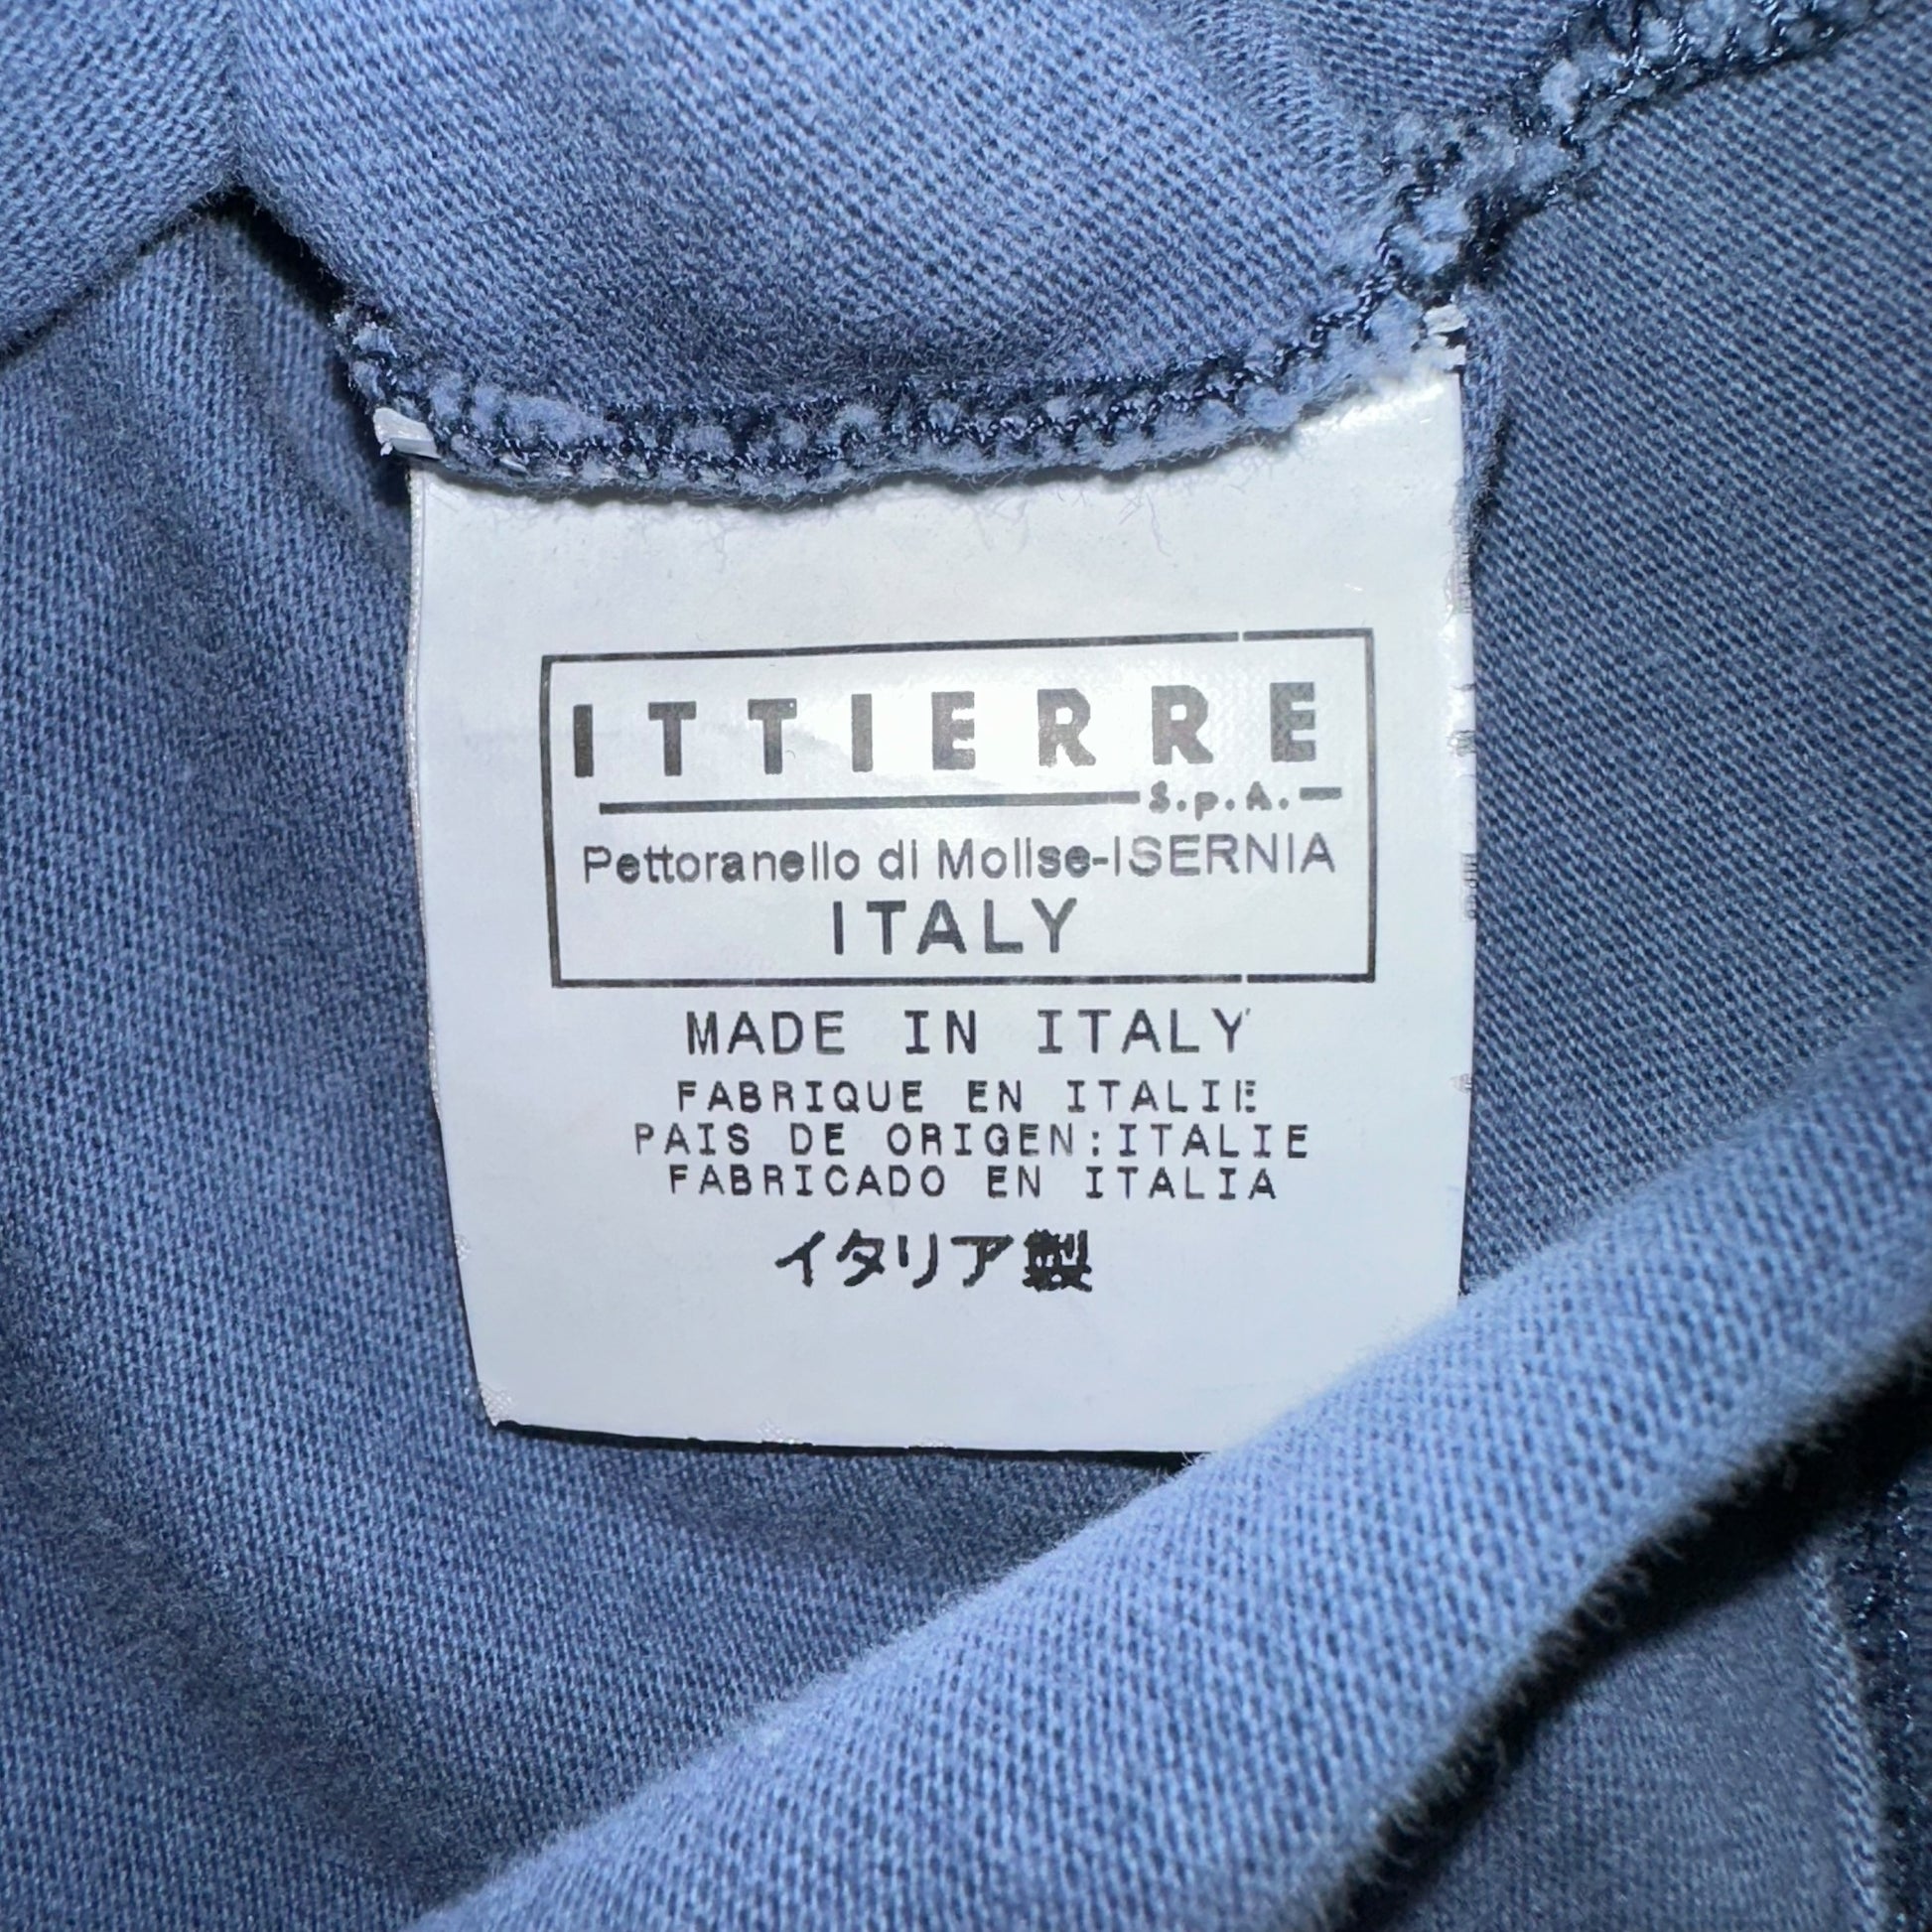 ITTIERRE
S.p.A.
Pettoranello di Molise-ISERNIA
ITALY
MADE IN ITALY
FABRIQUE EN ITALIE
PAIS DE ORIGEN:ITALIE
FABRICADO EN ITALIA
イタリア製